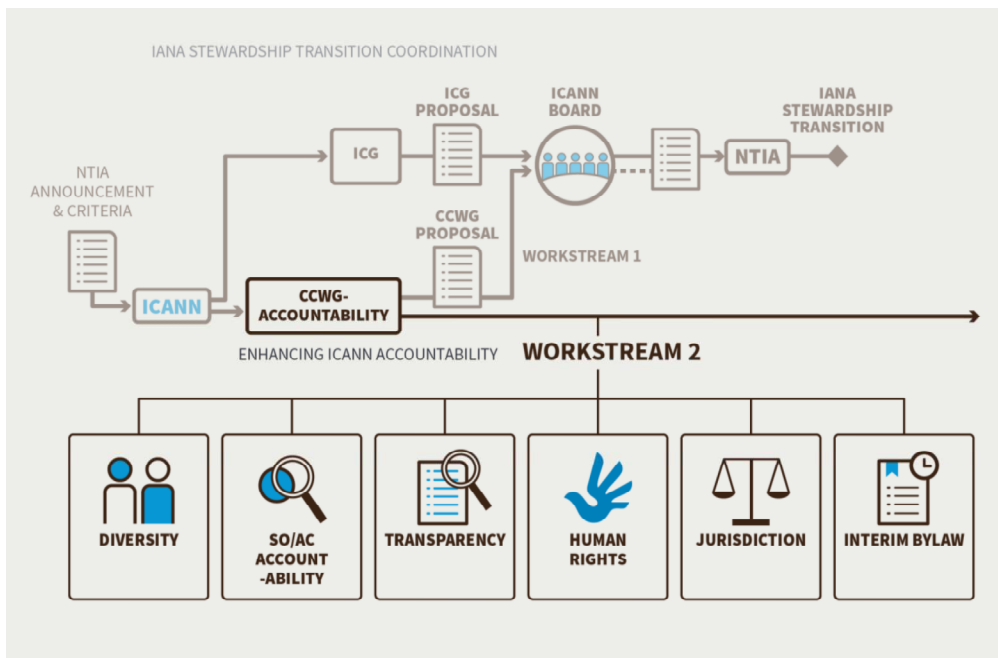 IANA STEWARDSHIP TRANSITION COORDINATION
ICG
PROPOSAL
ICANN
BOARD
IANA
STEWARDSHIP
TRANSITION
ICG
NTIA
NTIA
ANNOUNCEMENT
& CRITERIA
CCWG
PROPOSAL
WORKSTREAM 1
ICANN
CCWG-
ACCOUNTABILITY
ENHANCING ICANN ACCOUNTABILITY
WORKSTREAM 2
DIVERSITY
SO/AC
ACCOUNT
-ABILITY
TRANSPARENCY
HUMAN
RIGHTS
JURISDICTION
INTERIM BYLAW